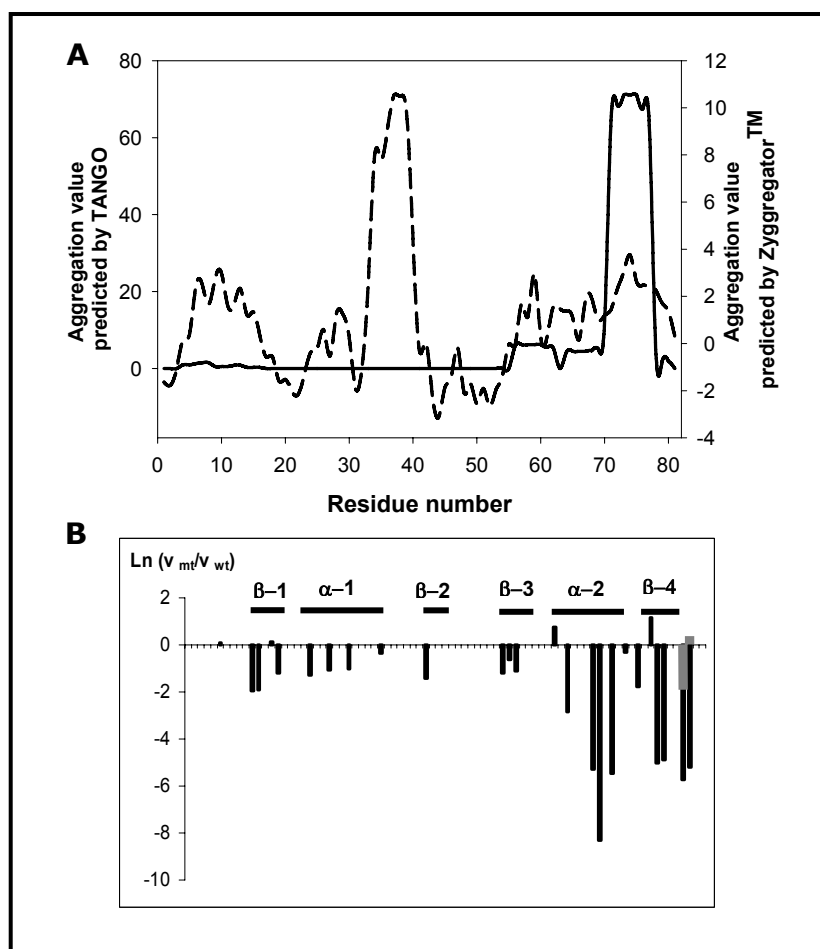 A
80
60
40
20
0
Aggregation value
predicted by TANGO
12
10
8
6
4
2
0
-2
-4
Aggregation value
predicted by Zyggregator™
0 10 20 30 40 50 60 70 80
Residue number
B
Ln (v mt/v wt)
β–1 α–1 β–2 β–3 α–2 β–4
2
0
-2
-4
-6
-8
-10